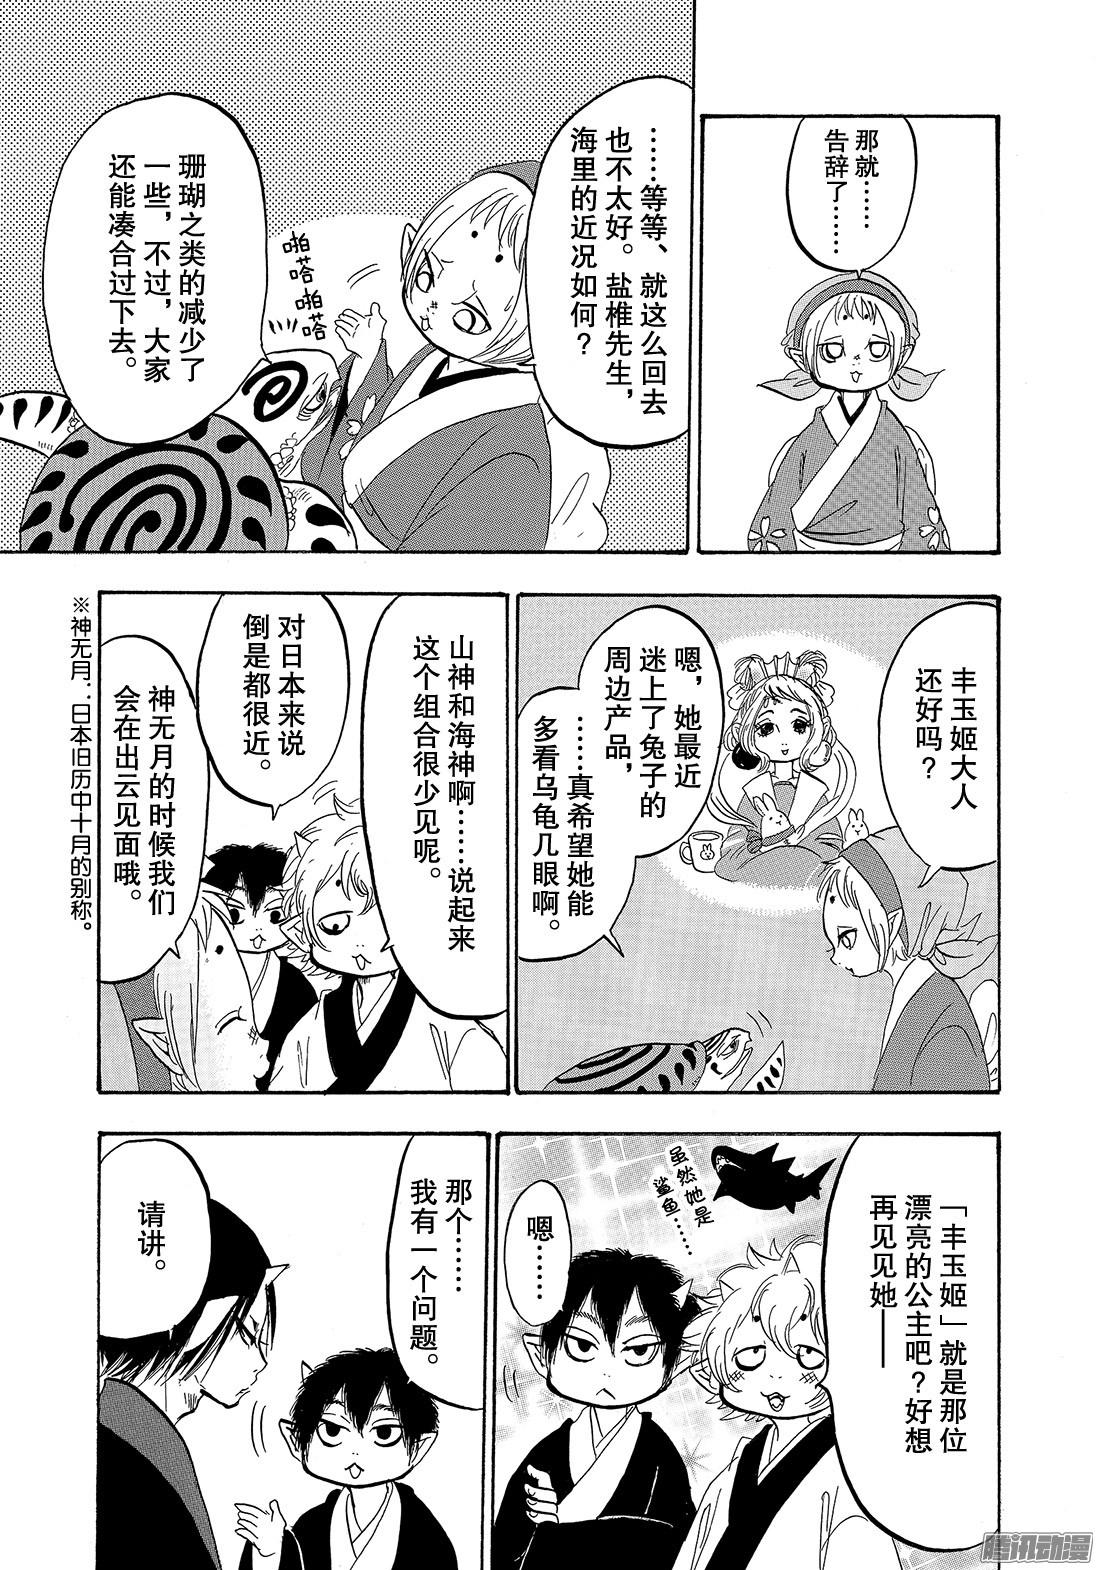 那就……
告辞了……
……等等、就这么回去
也不太好。盐椎先生，
海里的近况如何？
啪
嗒
啪
嗒
珊瑚之类的减少了
一些，不过，大家
还能凑合过下去。
丰玉姬大人
还好吗？
嗯，她最近
迷上了兔子的
周边产品，
……真希望她能
多看乌龟几眼啊。
山神和海神啊……说起来
这个组合很少见呢。
对日本来说
倒是都很近。
神无月的时候我们
会在出云见面哦。
※神无月：日本旧历中十月的别称。
「丰玉姬」就是那位
漂亮的公主吧？好想
再见见她——
虽然她是
鲨鱼……
嗯……
那个……
我有一个问题。
请讲。
腾讯动漫